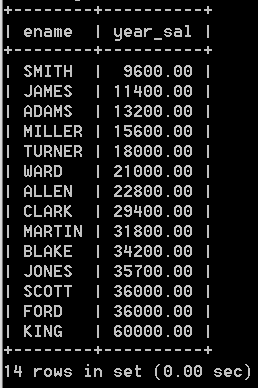 +--------+----------+
| ename  | year_sal |
+--------+----------+
| SMITH  |  9600.00 |
| JAMES  | 11400.00 |
| ADAMS  | 13200.00 |
| MILLER | 15600.00 |
| TURNER | 18000.00 |
| WARD   | 21000.00 |
| ALLEN  | 22800.00 |
| CLARK  | 29400.00 |
| MARTIN | 31800.00 |
| BLAKE  | 34200.00 |
| JONES  | 35700.00 |
| SCOTT  | 36000.00 |
| FORD   | 36000.00 |
| KING   | 60000.00 |
+--------+----------+
14 rows in set (0.00 sec)